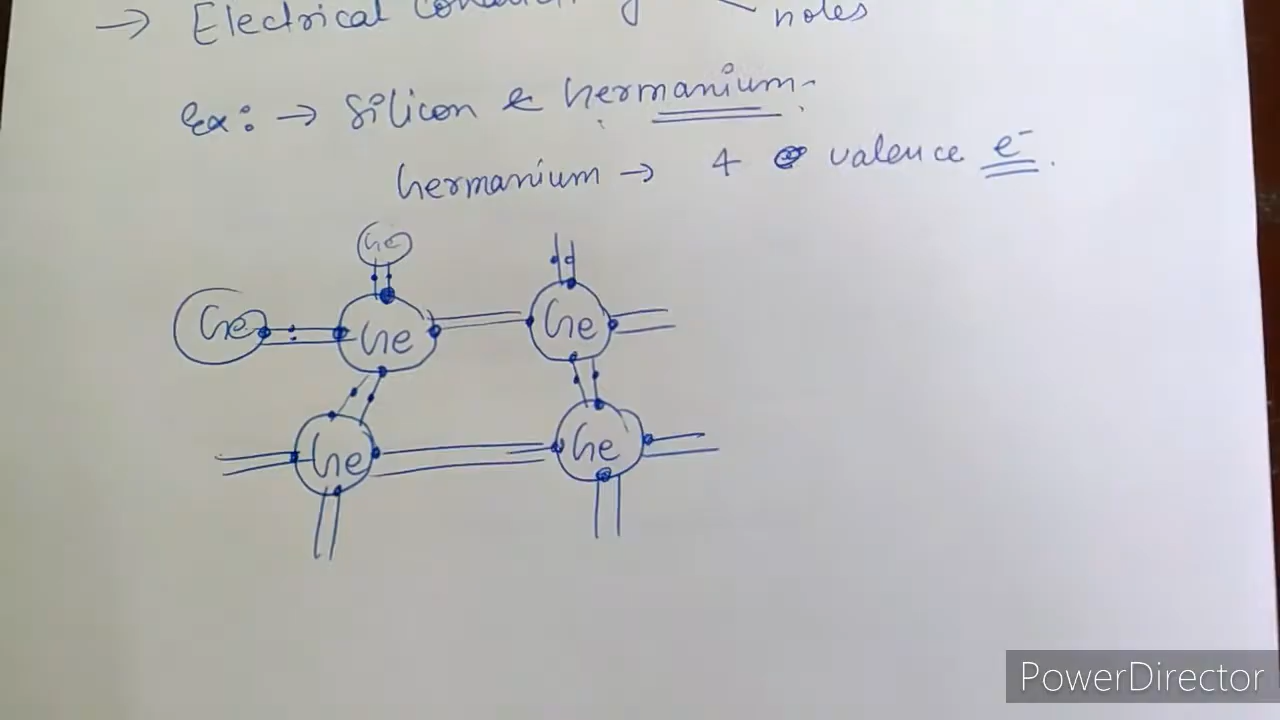 → Electrical holes
Ex: → Silicon & Germanium.
Germanium → 4 valence e⁻.
Ge
Ge Ge Ge
Ge Ge
PowerDirector